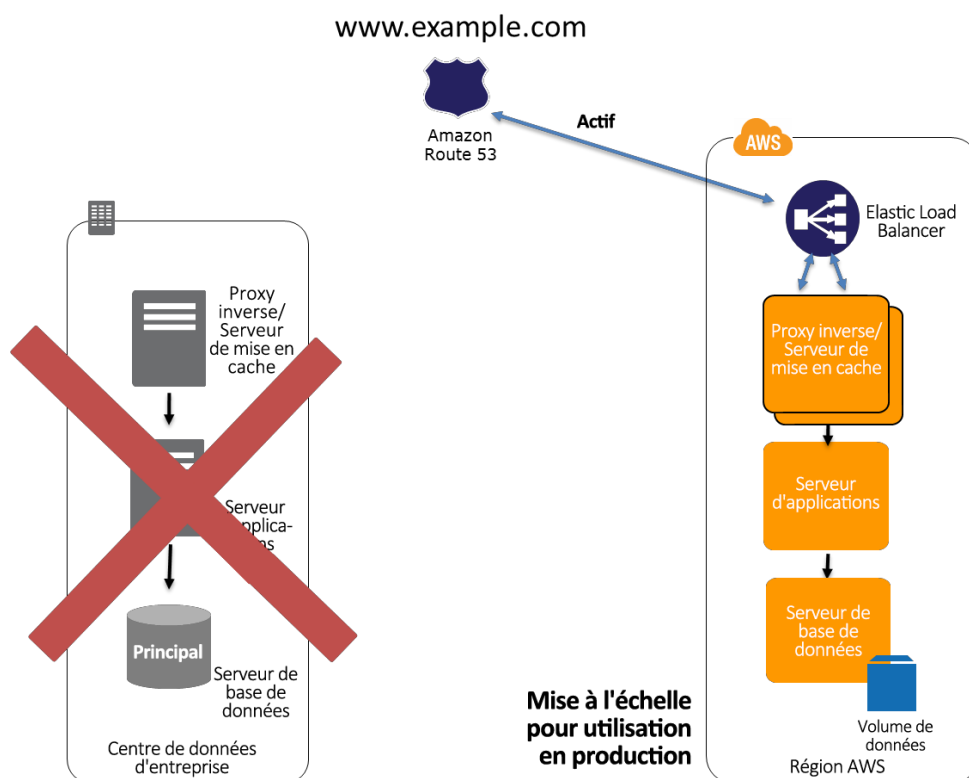 www.example.com
Amazon
Route 53
Actif
AWS
Elastic Load
Balancer
Proxy inverse/
Serveur de
mise en cache
Serveur
d'applications
Serveur de
base de
données
Volume de
données
Région AWS
Mise à l'échelle
pour utilisation
en production
Proxy
inverse/
Serveur
de mise en
cache
Serveur
Principal
Serveur de
base de
données
Centre de données
d'entreprise